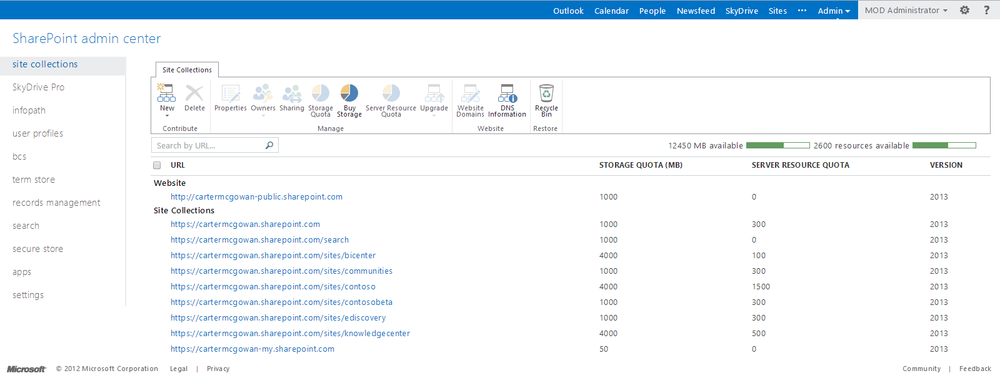 Outlook Calendar People Newsfeed SkyDrive Sites ··· Admin MOD Administrator ?
SharePoint admin center
site collections
SkyDrive Pro
infopath
user profiles
bcs
term store
records management
search
secure store
apps
settings
Site Collections
New Delete Properties Owners Sharing Storage Quota Buy Storage Server Resource Quota Upgrade Website Domains DNS Information Recycle Bin
Contribute Manage Website Restore
Search by URL... 12450 MB available 2600 resources available
URL STORAGE QUOTA (MB) SERVER RESOURCE QUOTA VERSION
Website
http://cartermcgowan-public.sharepoint.com 1000 0 2013
Site Collections
https://cartermcgowan.sharepoint.com 1000 300 2013
https://cartermcgowan.sharepoint.com/search 1000 0 2013
https://cartermcgowan.sharepoint.com/sites/bicenter 4000 100 2013
https://cartermcgowan.sharepoint.com/sites/communities 1000 300 2013
https://cartermcgowan.sharepoint.com/sites/contoso 4000 1500 2013
https://cartermcgowan.sharepoint.com/sites/contosobeta 1000 300 2013
https://cartermcgowan.sharepoint.com/sites/ediscovery 1000 300 2013
https://cartermcgowan.sharepoint.com/sites/knowledgecenter 4000 500 2013
https://cartermcgowan-my.sharepoint.com 50 0 2013
Microsoft © 2012 Microsoft Corporation Legal | Privacy Community | Feedback